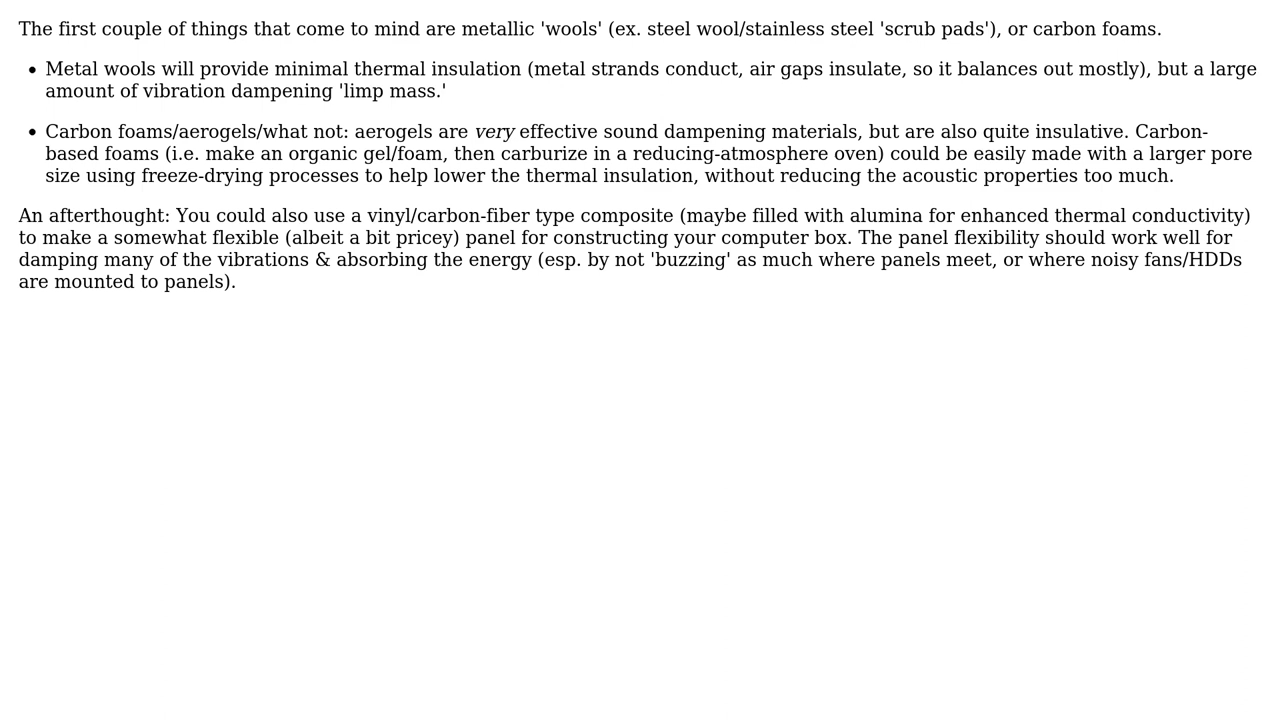 The first couple of things that come to mind are metallic 'wools' (ex. steel wool/stainless steel 'scrub pads'), or carbon foams.
• Metal wools will provide minimal thermal insulation (metal strands conduct, air gaps insulate, so it balances out mostly), but a large
amount of vibration dampening 'limp mass.'
• Carbon foams/aerogels/what not: aerogels are very effective sound dampening materials, but are also quite insulative. Carbon-
based foams (i.e. make an organic gel/foam, then carburize in a reducing-atmosphere oven) could be easily made with a larger pore
size using freeze-drying processes to help lower the thermal insulation, without reducing the acoustic properties too much.
An afterthought: You could also use a vinyl/carbon-fiber type composite (maybe filled with alumina for enhanced thermal conductivity)
to make a somewhat flexible (albeit a bit pricey) panel for constructing your computer box. The panel flexibility should work well for
damping many of the vibrations & absorbing the energy (esp. by not 'buzzing' as much where panels meet, or where noisy fans/HDDs
are mounted to panels).